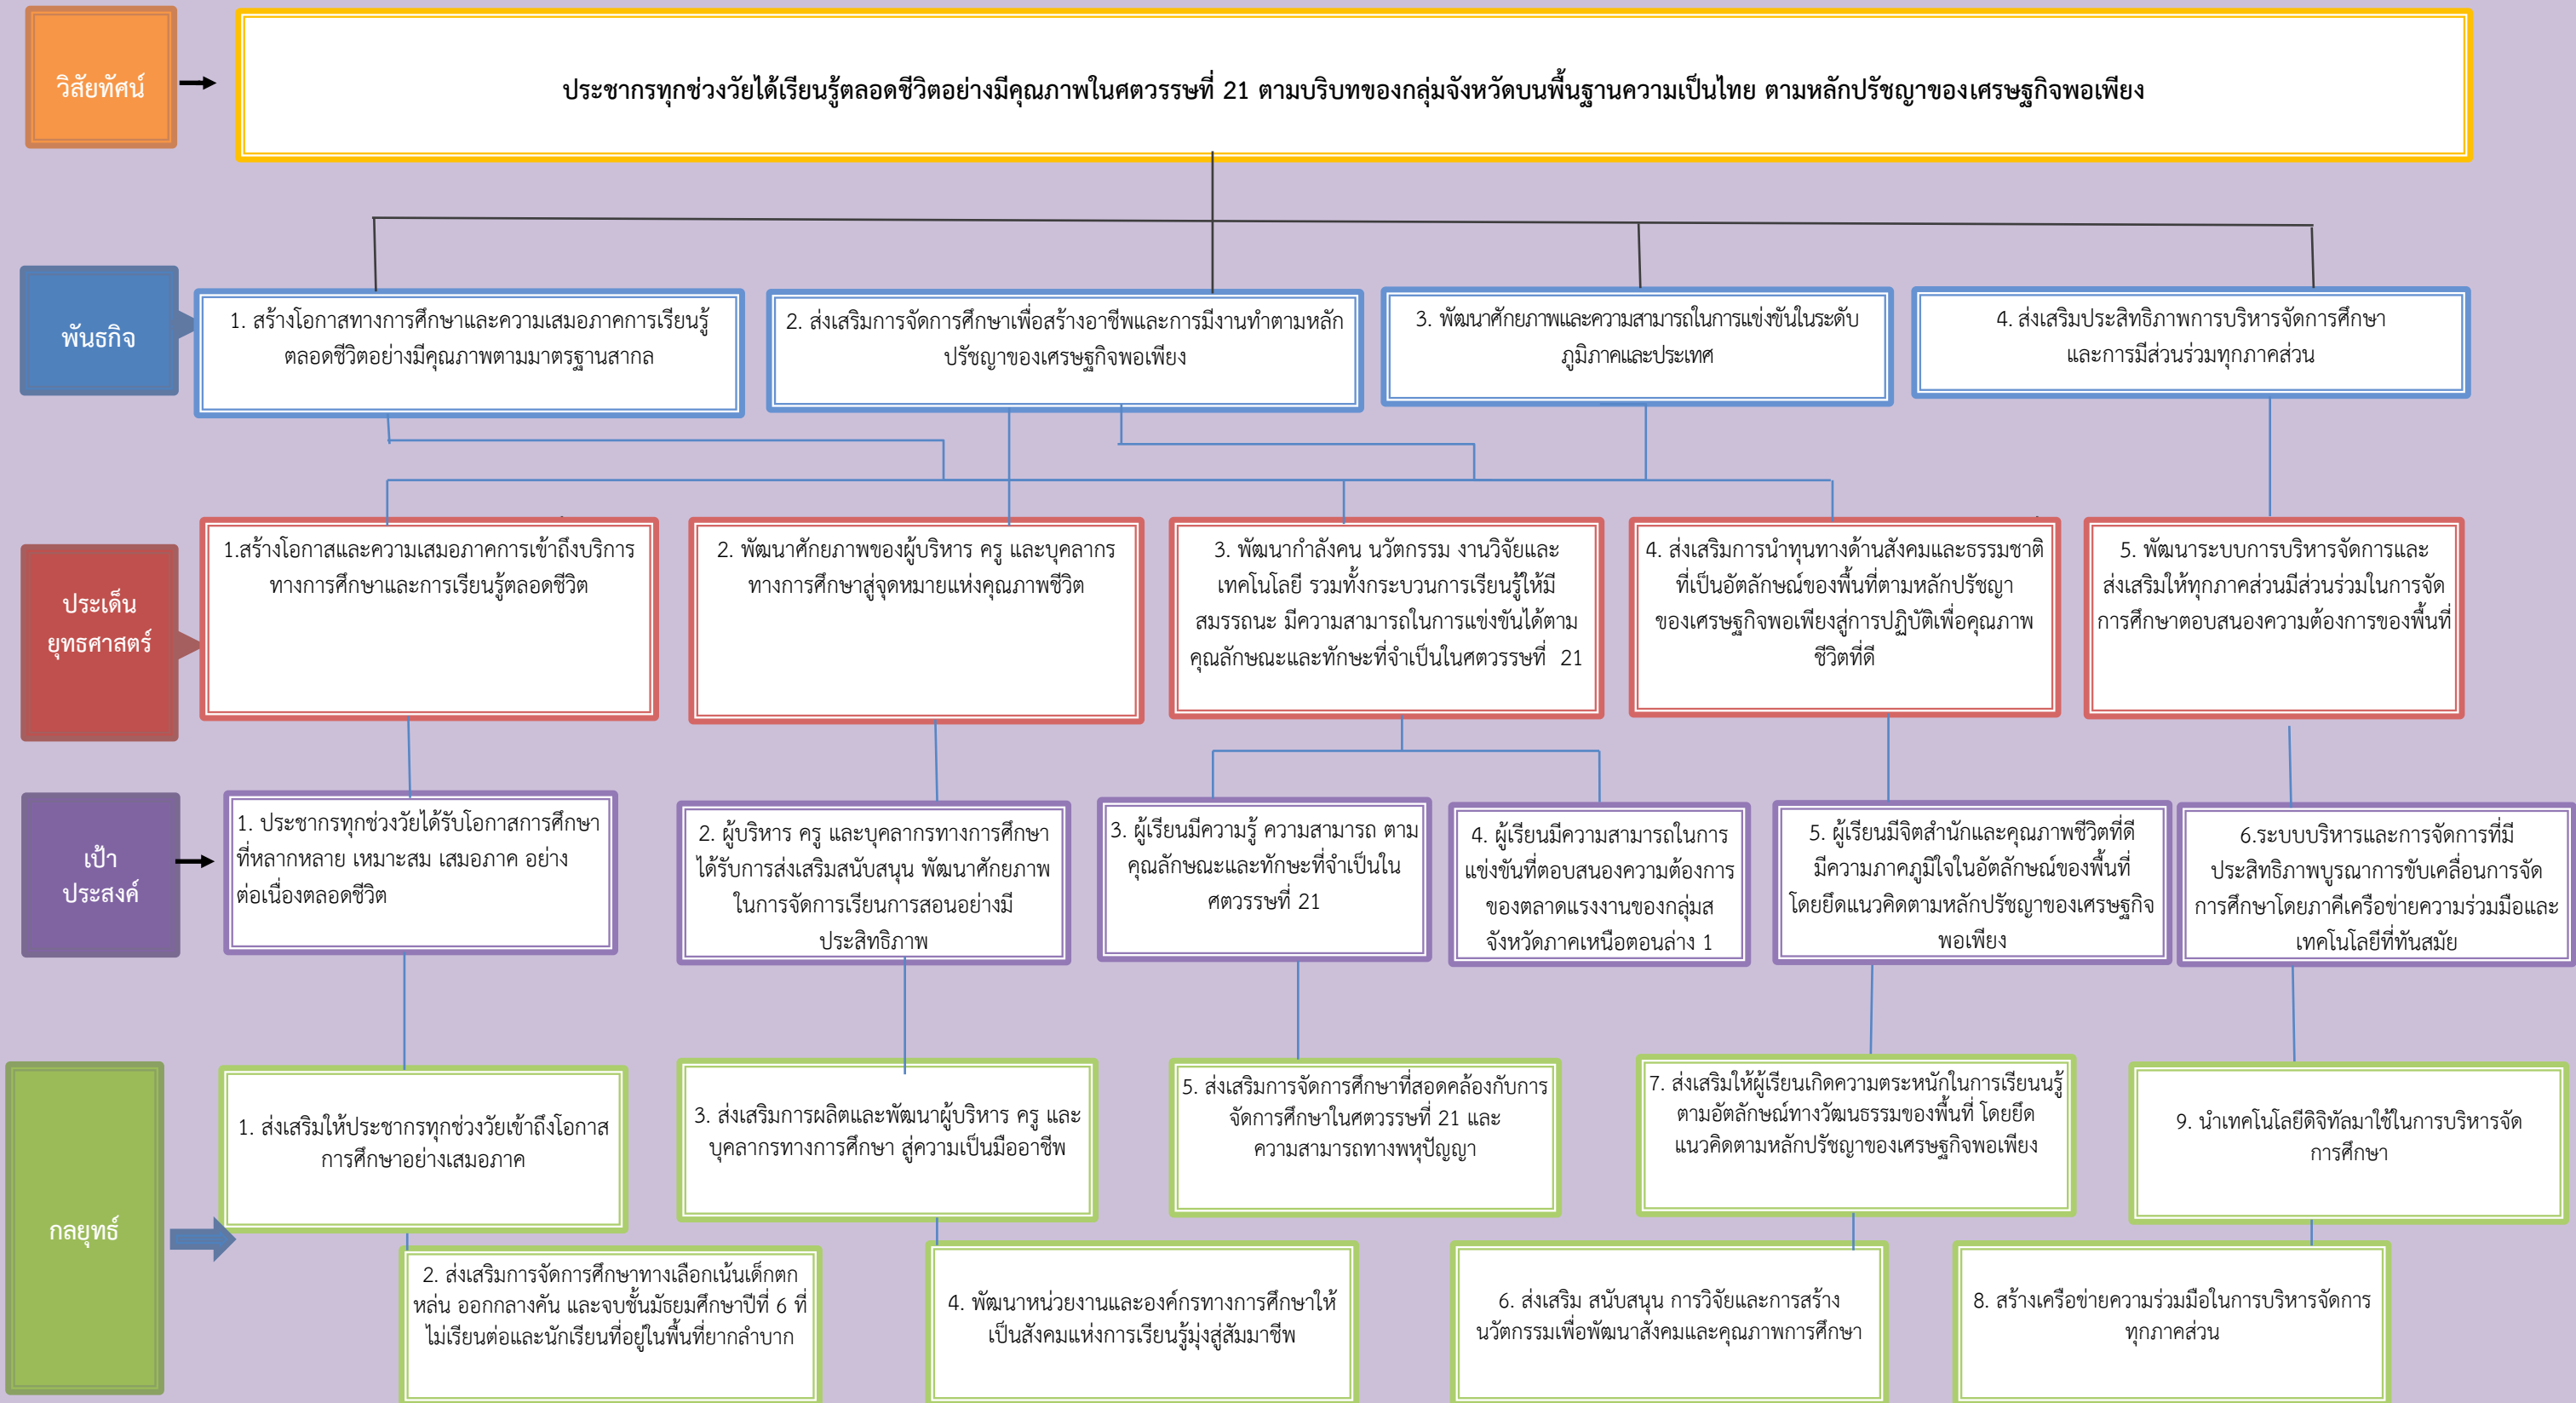 วิสัยทัศน์
ประชากรทุกช่วงวัยได้เรียนรู้ตลอดชีวิตอย่างมีคุณภาพในศตวรรษที่ 21 ตามบริบทของกลุ่มจังหวัดบนพื้นฐานความเป็นไทย ตามหลักปรัชญาของเศรษฐกิจพอเพียง
พันธกิจ
1. สร้างโอกาสทางการศึกษาและความเสมอภาคการเรียนรู้
ตลอดชีวิตอย่างมีคุณภาพตามมาตรฐานสากล
2. ส่งเสริมการจัดการศึกษาเพื่อสร้างอาชีพและการมีงานทำตามหลัก
ปรัชญาของเศรษฐกิจพอเพียง
3. พัฒนาศักยภาพและความสามารถในการแข่งขันในระดับ
ภูมิภาคและประเทศ
4. ส่งเสริมประสิทธิภาพการบริหารจัดการศึกษา
และการมีส่วนร่วมทุกภาคส่วน
ประเด็น
ยุทธศาสตร์
1.สร้างโอกาสและความเสมอภาคการเข้าถึงบริการ
ทางการศึกษาและการเรียนรู้ตลอดชีวิต
2. พัฒนาศักยภาพของผู้บริหาร ครู และบุคลากร
ทางการศึกษาสู่จุดหมายแห่งคุณภาพชีวิต
3. พัฒนากำลังคน นวัตกรรม งานวิจัยและ
เทคโนโลยี รวมทั้งกระบวนการเรียนรู้ให้มี
สมรรถนะ มีความสามารถในการแข่งขันได้ตาม
คุณลักษณะและทักษะที่จำเป็นในศตวรรษที่ 21
4. ส่งเสริมการนำทุนทางด้านสังคมและธรรมชาติ
ที่เป็นอัตลักษณ์ของพื้นที่ตามหลักปรัชญา
ของเศรษฐกิจพอเพียงสู่การปฏิบัติเพื่อคุณภาพ
ชีวิตที่ดี
5. พัฒนาระบบการบริหารจัดการและ
ส่งเสริมให้ทุกภาคส่วนมีส่วนร่วมในการจัด
การศึกษาตอบสนองความต้องการของพื้นที่
เป้า
ประสงค์
1. ประชากรทุกช่วงวัยได้รับโอกาสการศึกษา
ที่หลากหลาย เหมาะสม เสมอภาค อย่าง
ต่อเนื่องตลอดชีวิต
2. ผู้บริหาร ครู และบุคลากรทางการศึกษา
ได้รับการส่งเสริมสนับสนุน พัฒนาศักยภาพ
ในการจัดการเรียนการสอนอย่างมี
ประสิทธิภาพ
3. ผู้เรียนมีความรู้ ความสามารถ ตาม
คุณลักษณะและทักษะที่จำเป็นใน
ศตวรรษที่ 21
4. ผู้เรียนมีความสามารถในการ
แข่งขันที่ตอบสนองความต้องการ
ของตลาดแรงงานของกลุ่มส
จังหวัดภาคเหนือตอนล่าง 1
5. ผู้เรียนมีจิตสำนักและคุณภาพชีวิตที่ดี
มีความภาคภูมิใจในอัตลักษณ์ของพื้นที่
โดยยึดแนวคิดตามหลักปรัชญาของเศรษฐกิจ
พอเพียง
6.ระบบบริหารและการจัดการที่มี
ประสิทธิภาพบูรณาการขับเคลื่อนการจัด
การศึกษาโดยภาคีเครือข่ายความร่วมมือและ
เทคโนโลยีที่ทันสมัย
กลยุทธ์
1. ส่งเสริมให้ประชากรทุกช่วงวัยเข้าถึงโอกาส
การศึกษาอย่างเสมอภาค
3. ส่งเสริมการผลิตและพัฒนาผู้บริหาร ครู และ
บุคลากรทางการศึกษา สู่ความเป็นมืออาชีพ
5. ส่งเสริมการจัดการศึกษาที่สอดคล้องกับการ
จัดการศึกษาในศตวรรษที่ 21 และ
ความสามารถทางพหุปัญญา
7. ส่งเสริมให้ผู้เรียนเกิดความตระหนักในการเรียนนรู้
ตามอัตลักษณ์ทางวัฒนธรรมของพื้นที่ โดยยึด
แนวคิดตามหลักปรัชญาของเศรษฐกิจพอเพียง
9. นำเทคโนโลยีดิจิทัลมาใช้ในการบริหารจัด
การศึกษา
2. ส่งเสริมการจัดการศึกษาทางเลือกเน้นเด็กตก
หล่น ออกกลางคัน และจบชั้นมัธยมศึกษาปีที่ 6 ที่
ไม่เรียนต่อและนักเรียนที่อยู่ในพื้นที่ยากลำบาก
4. พัฒนาหน่วยงานและองค์กรทางการศึกษาให้
เป็นสังคมแห่งการเรียนรู้มุ่งสู่สัมมาชีพ
6. ส่งเสริม สนับสนุน การวิจัยและการสร้าง
นวัตกรรมเพื่อพัฒนาสังคมและคุณภาพการศึกษา
8. สร้างเครือข่ายความร่วมมือในการบริหารจัดการ
ทุกภาคส่วน